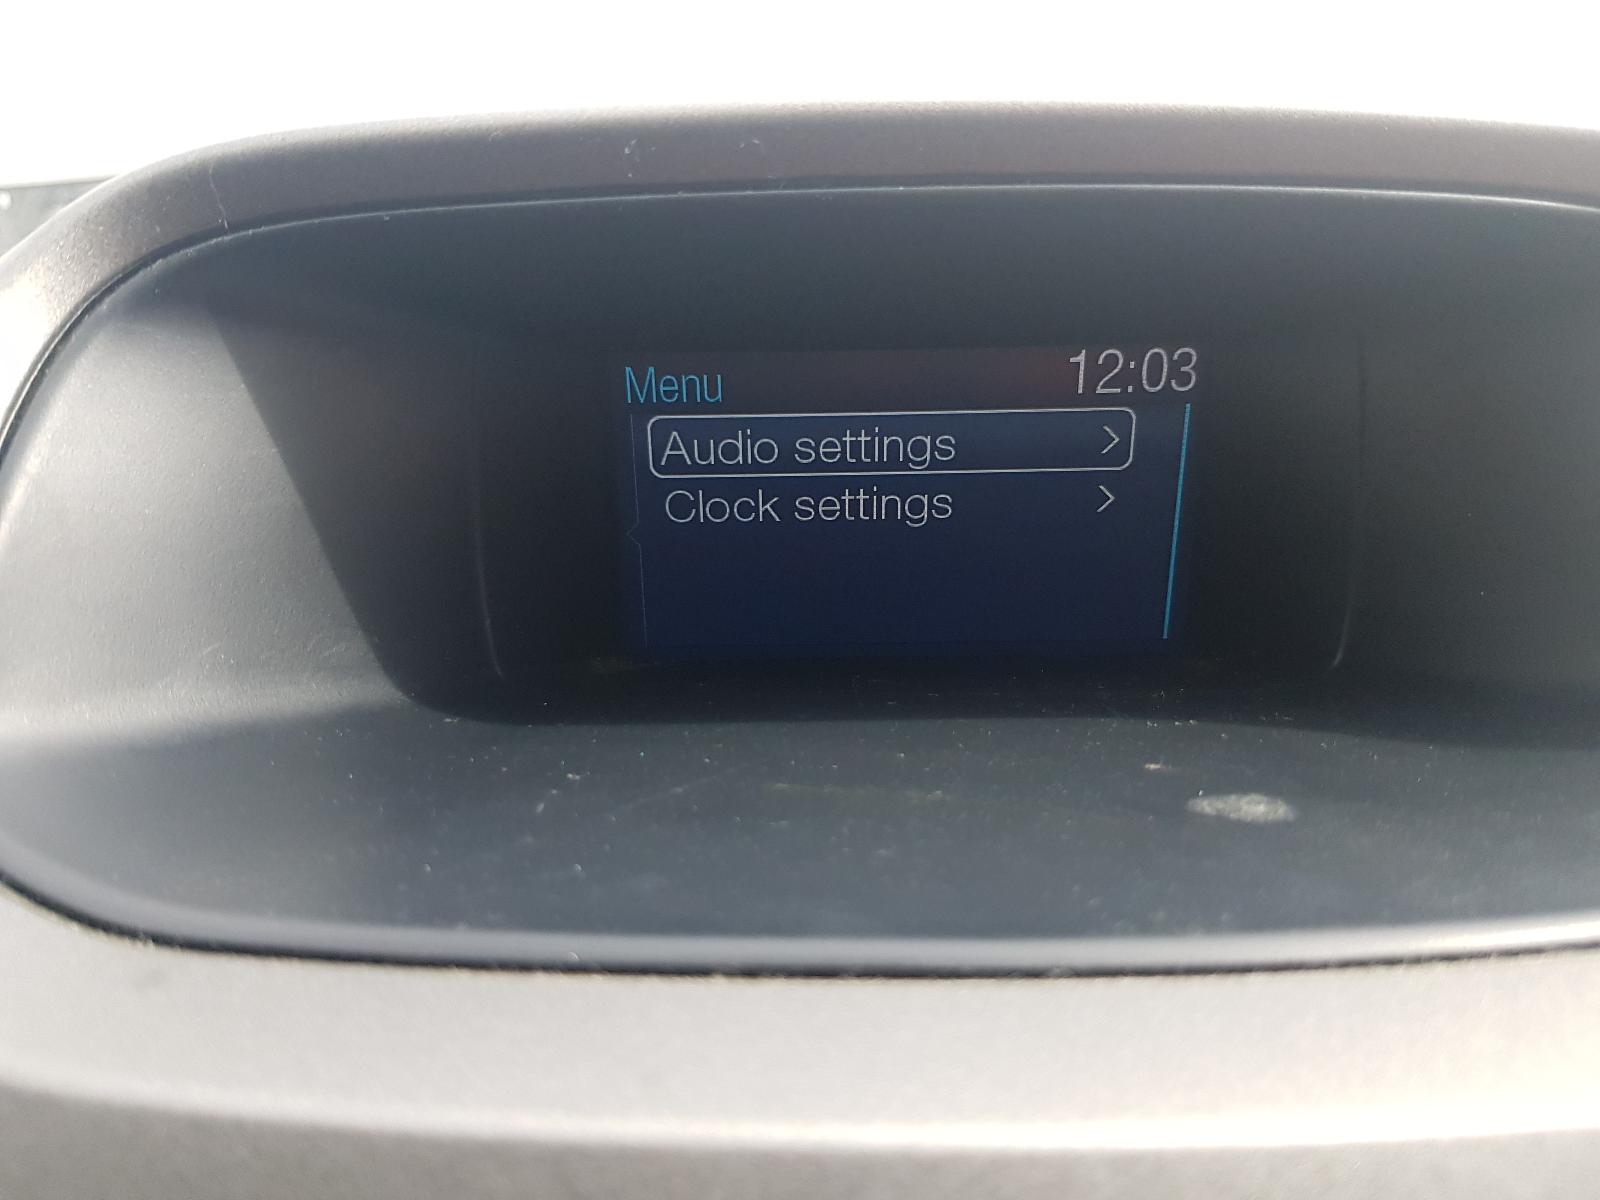 Menu 12:03
Audio settings >
Clock settings >